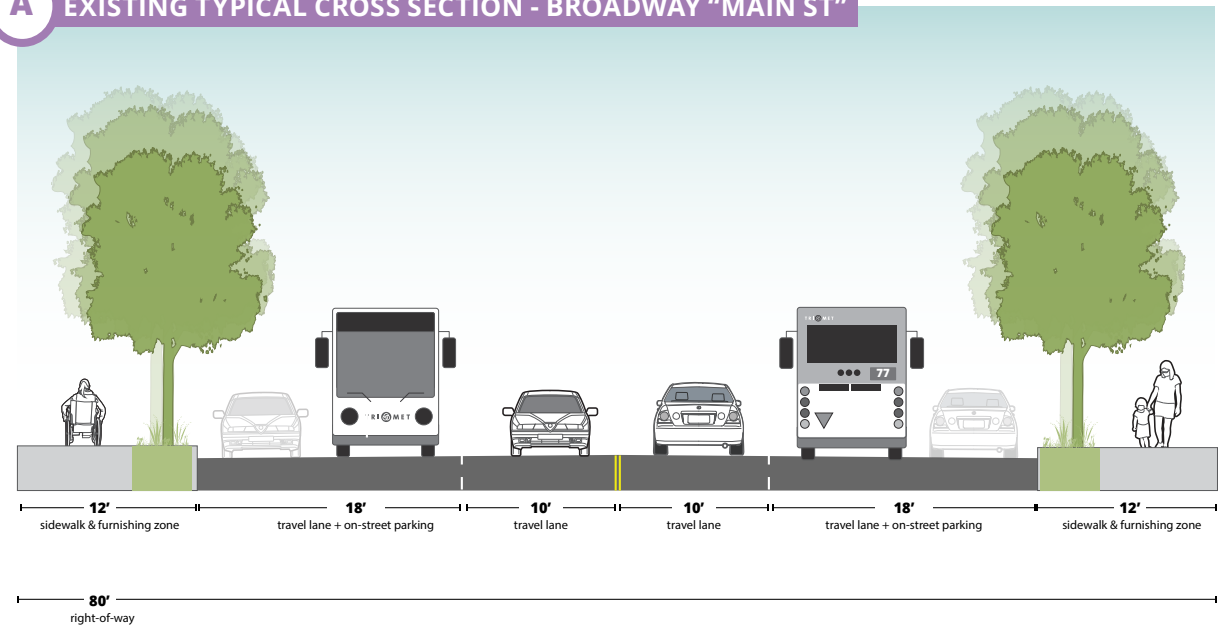 A EXISTING TYPICAL CROSS SECTION - BROADWAY “MAIN ST”
TRIMET
TRIMET
77
12’ 18’ 10’ 10’ 18’ 12’
sidewalk & furnishing zone travel lane + on-street parking travel lane travel lane travel lane + on-street parking sidewalk & furnishing zone
80’
right-of-way